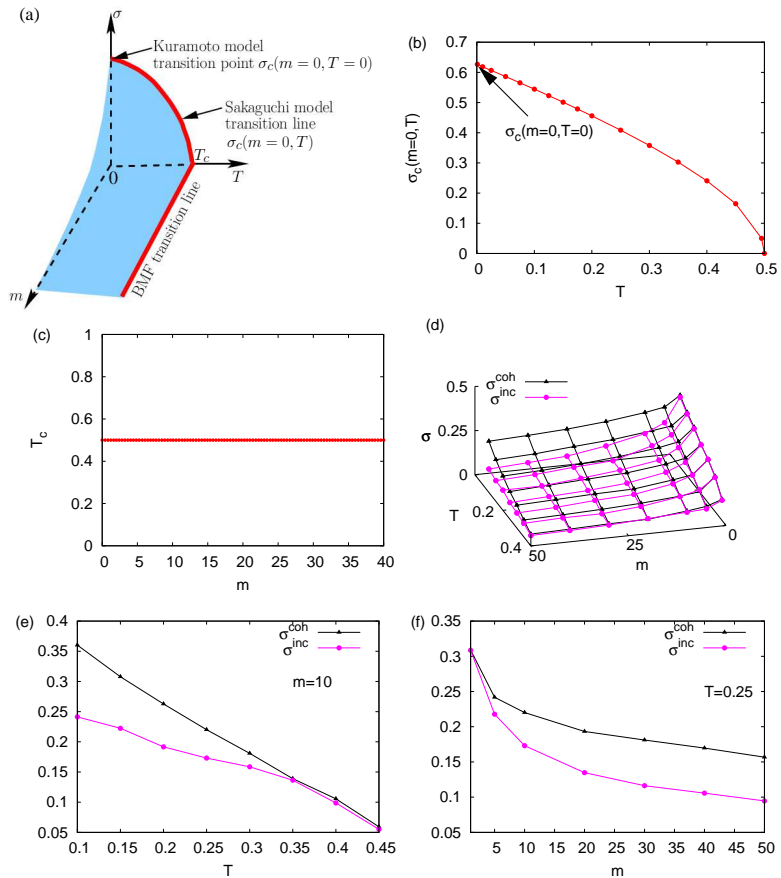 (a)
σ
Kuramoto model
transition point σc(m = 0, T = 0)
Sakaguchi model
transition line
σc(m = 0, T)
Tc
0
T
BMF transition line
m
(b)
0.7
0.6
0.5
0.4
0.3
0.2
0.1
0
σc(m=0,T)
σc(m=0,T=0)
0 0.1 0.2 0.3 0.4 0.5
T
(c)
1
0.8
0.6
0.4
0.2
0
Tc
0 5 10 15 20 25 30 35 40
m
(d)
σcoh
σinc
0.5
0.25
0
σ
T
0.2
0.4
50
25
0
m
(e)
0.4
0.35
0.3
0.25
0.2
0.15
0.1
0.05
σcoh
σinc
m=10
0.1 0.15 0.2 0.25 0.3 0.35 0.4 0.45
T
(f)
0.35
0.3
0.25
0.2
0.15
0.1
0.05
σcoh
σinc
T=0.25
5 10 15 20 25 30 35 40 45 50
m